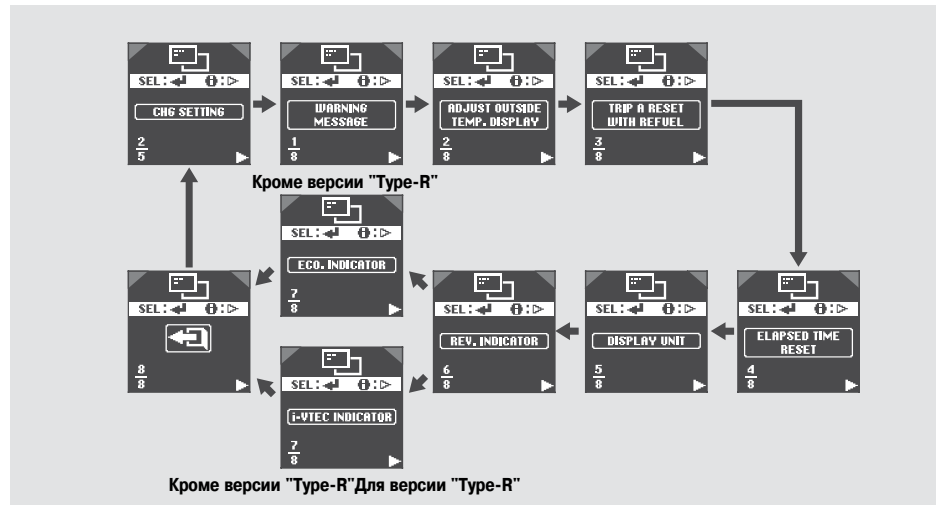 SEL: i:
CHG SETTING
2
5
SEL: i:
WARNING
MESSAGE
1
8
SEL: i:
ADJUST OUTSIDE
TEMP. DISPLAY
2
8
SEL: i:
TRIP A RESET
WITH REFUEL
3
8
Кроме версии "Type-R"
SEL: i:
ECO. INDICATOR
7
8
SEL: i:
8
8
SEL: i:
REV. INDICATOR
6
8
SEL: i:
DISPLAY UNIT
5
8
SEL: i:
ELAPSED TIME
RESET
4
8
SEL: i:
i-VTEC INDICATOR
7
8
Кроме версии "Type-R"Для версии "Type-R"